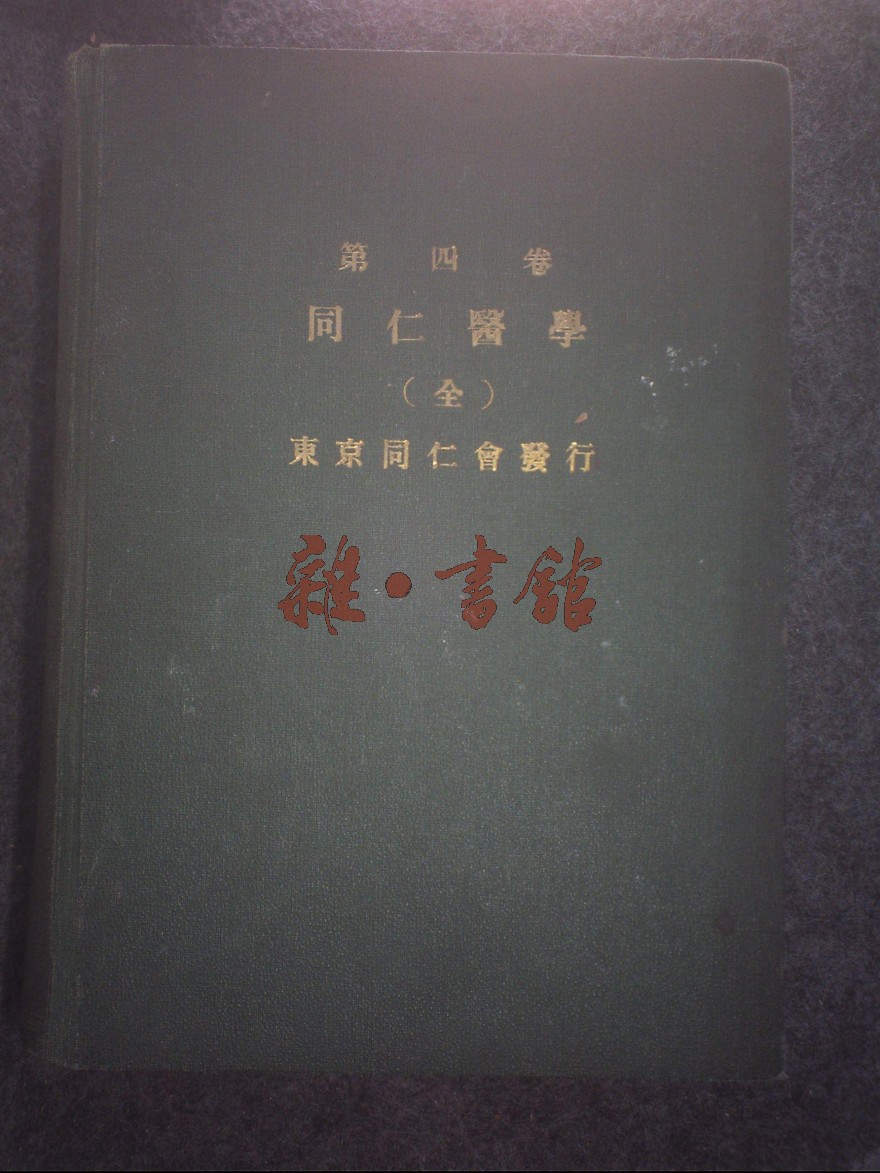 第四卷
同仁醫學
（全）
東京同仁會發行
雜·書館